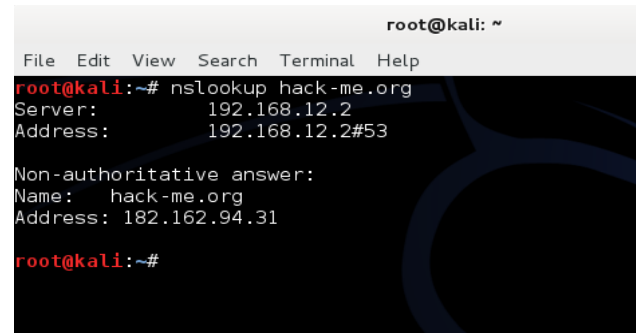 root@kali: ~
File Edit View Search Terminal Help
root@kali:~# nslookup hack-me.org
Server: 192.168.12.2
Address: 192.168.12.2#53
Non-authoritative answer:
Name: hack-me.org
Address: 182.162.94.31
root@kali:~#